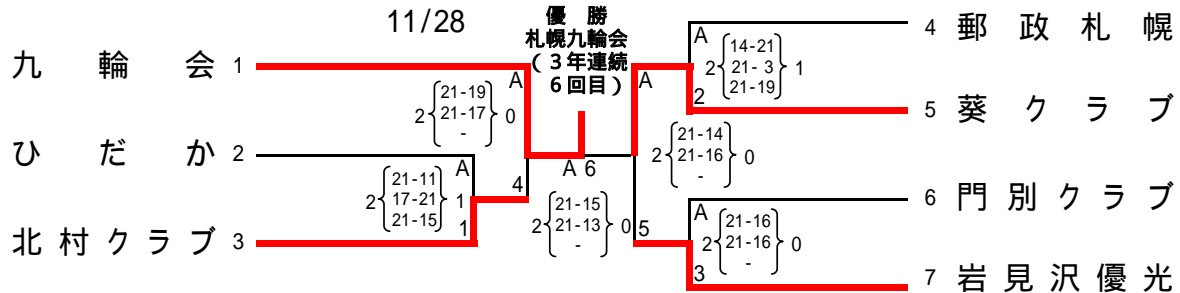 11/28
優 勝
札幌九輪会
(３年連続
６回目)
九 輪 会 1
ひ だ か 2
北 村 ク ラ ブ 3
A
2 { 21-19 21-17 - } 0
A
2 { 21-11 17-21 21-15 } 1
1
4
A 6
2 { 21-15 21-13 - } 0
A
2 { 21-14 21-16 - } 0
5
A
2 { 14-21 21- 3 21-19 } 1
2
A
2 { 21-16 21-16 - } 0
3
4 郵 政 札 幌
5 葵 ク ラ ブ
6 門 別 ク ラ ブ
7 岩 見 沢 優 光